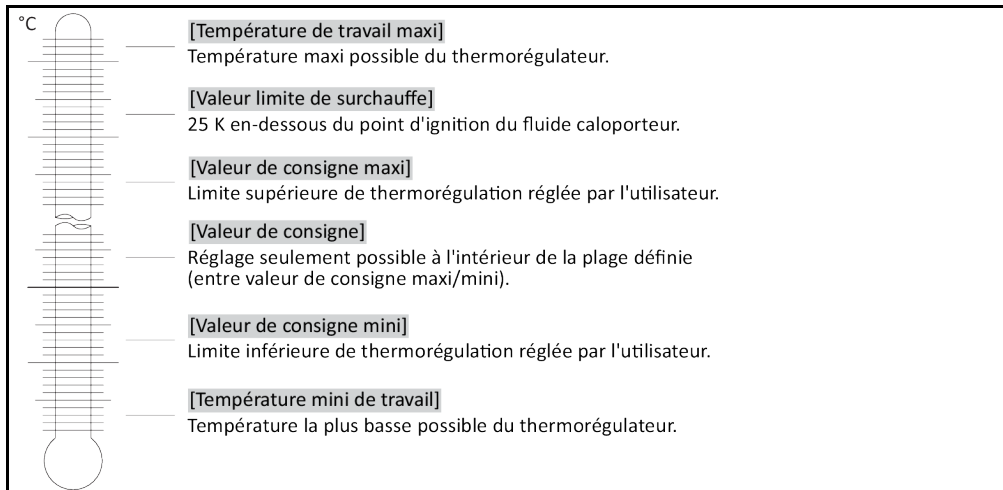 °C
[Température de travail maxi]
Température maxi possible du thermorégulateur.
[Valeur limite de surchauffe]
25 K en-dessous du point d'ignition du fluide caloporteur.
[Valeur de consigne maxi]
Limite supérieure de thermorégulation réglée par l'utilisateur.
[Valeur de consigne]
Réglage seulement possible à l'intérieur de la plage définie
(entre valeur de consigne maxi/mini).
[Valeur de consigne mini]
Limite inférieure de thermorégulation réglée par l'utilisateur.
[Température mini de travail]
Température la plus basse possible du thermorégulateur.